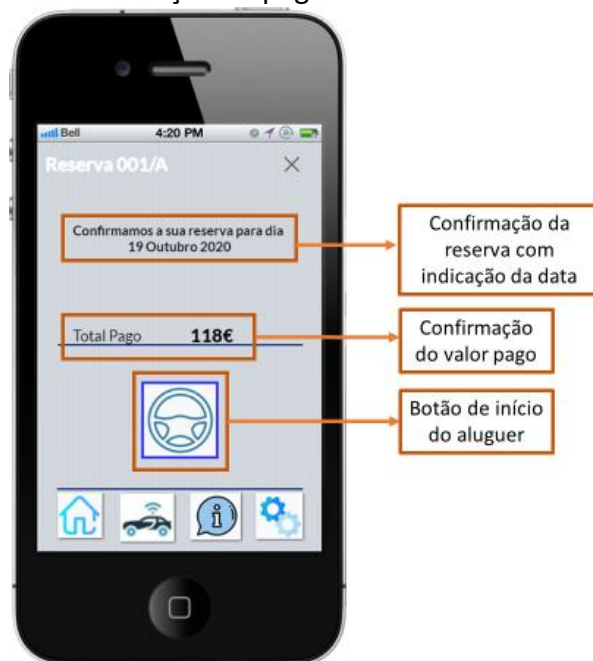 Bell 4:20 PM
Reserva 001/A
Confirmamos a sua reserva para dia
19 Outubro 2020
Total Pago 118€
Confirmação da
reserva com
indicação da data
Confirmação
do valor pago
Botão de início
do aluguer